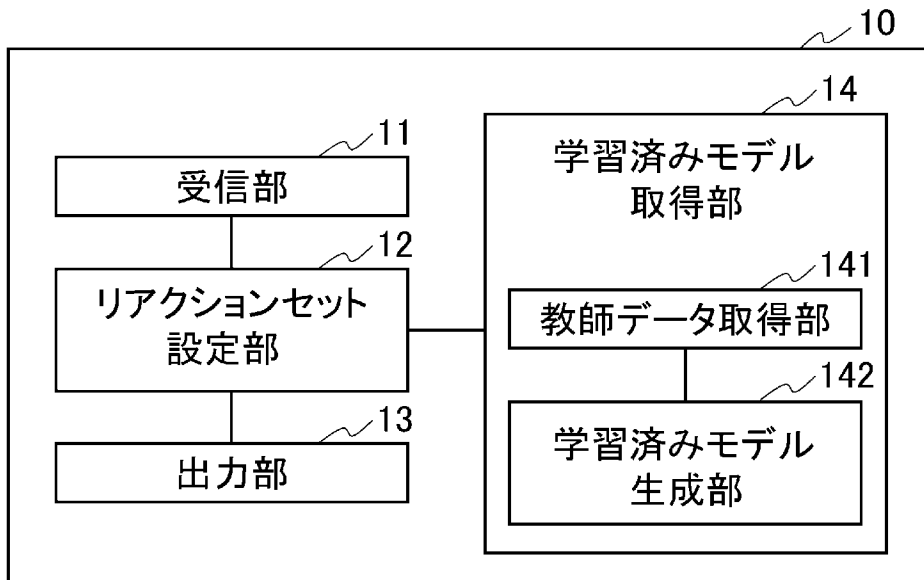 10
11
受信部
12
リアクションセット
設定部
13
出力部
14
学習済みモデル
取得部
141
教師データ取得部
142
学習済みモデル
生成部